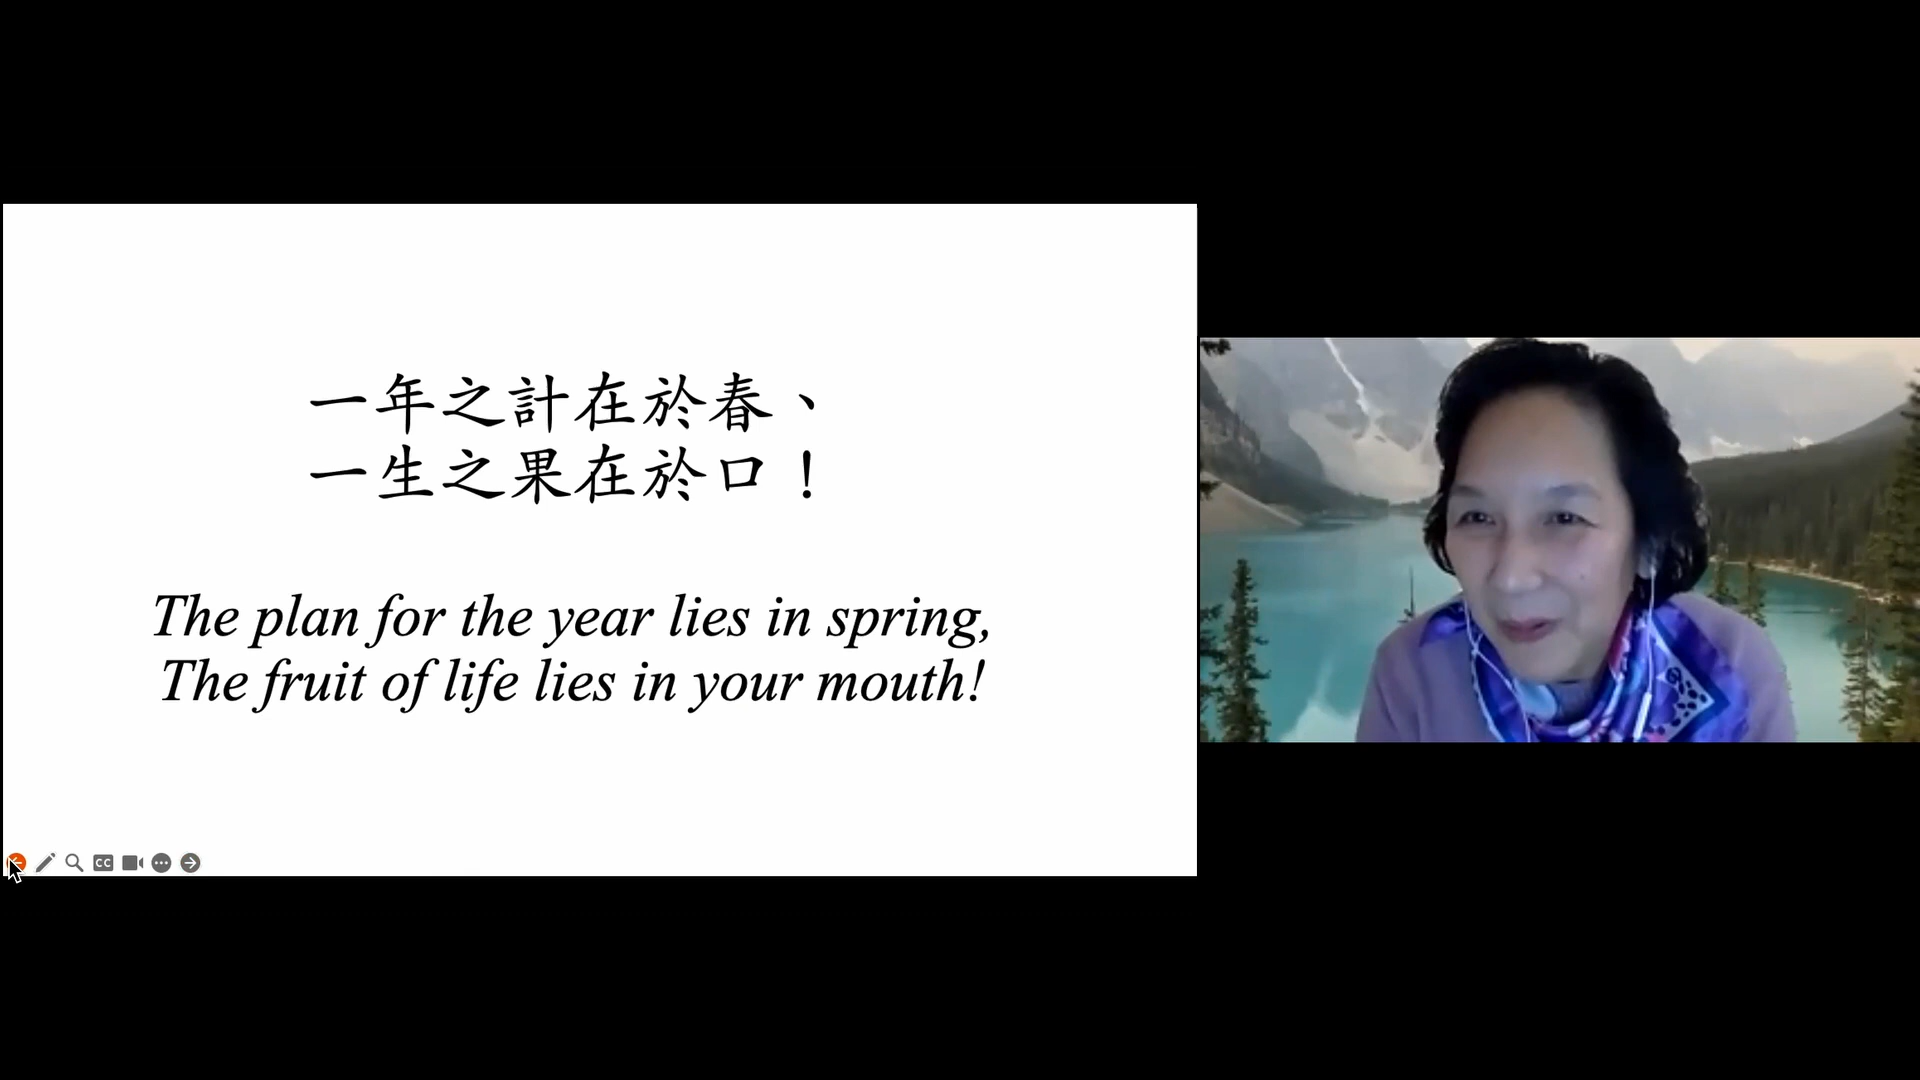 一年之計在於春、
一生之果在於口！
The plan for the year lies in spring,
The fruit of life lies in your mouth!
CC